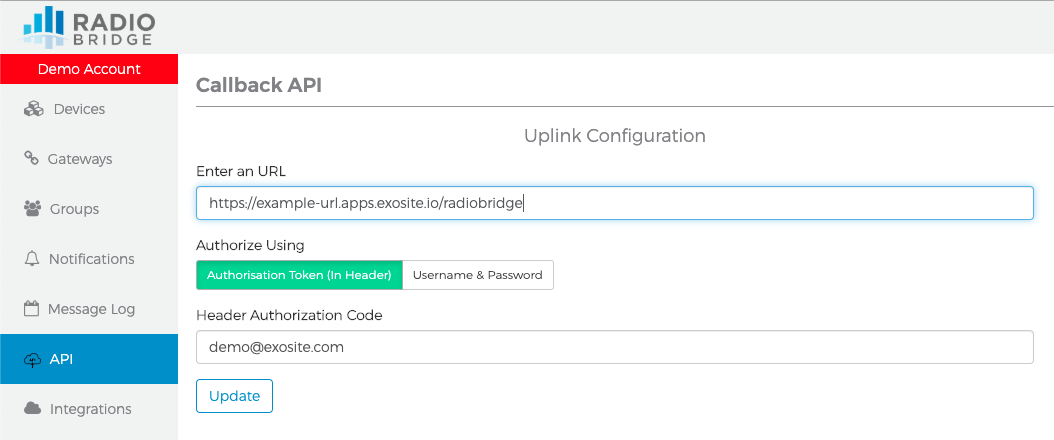 RADIO
BRIDGE
Demo Account
Devices
Gateways
Groups
Notifications
Message Log
API
Integrations
Callback API
Uplink Configuration
Enter an URL
https://example-url.apps.exosite.io/radiobridge
Authorize Using
Authorisation Token (In Header) Username & Password
Header Authorization Code
demo@exosite.com
Update